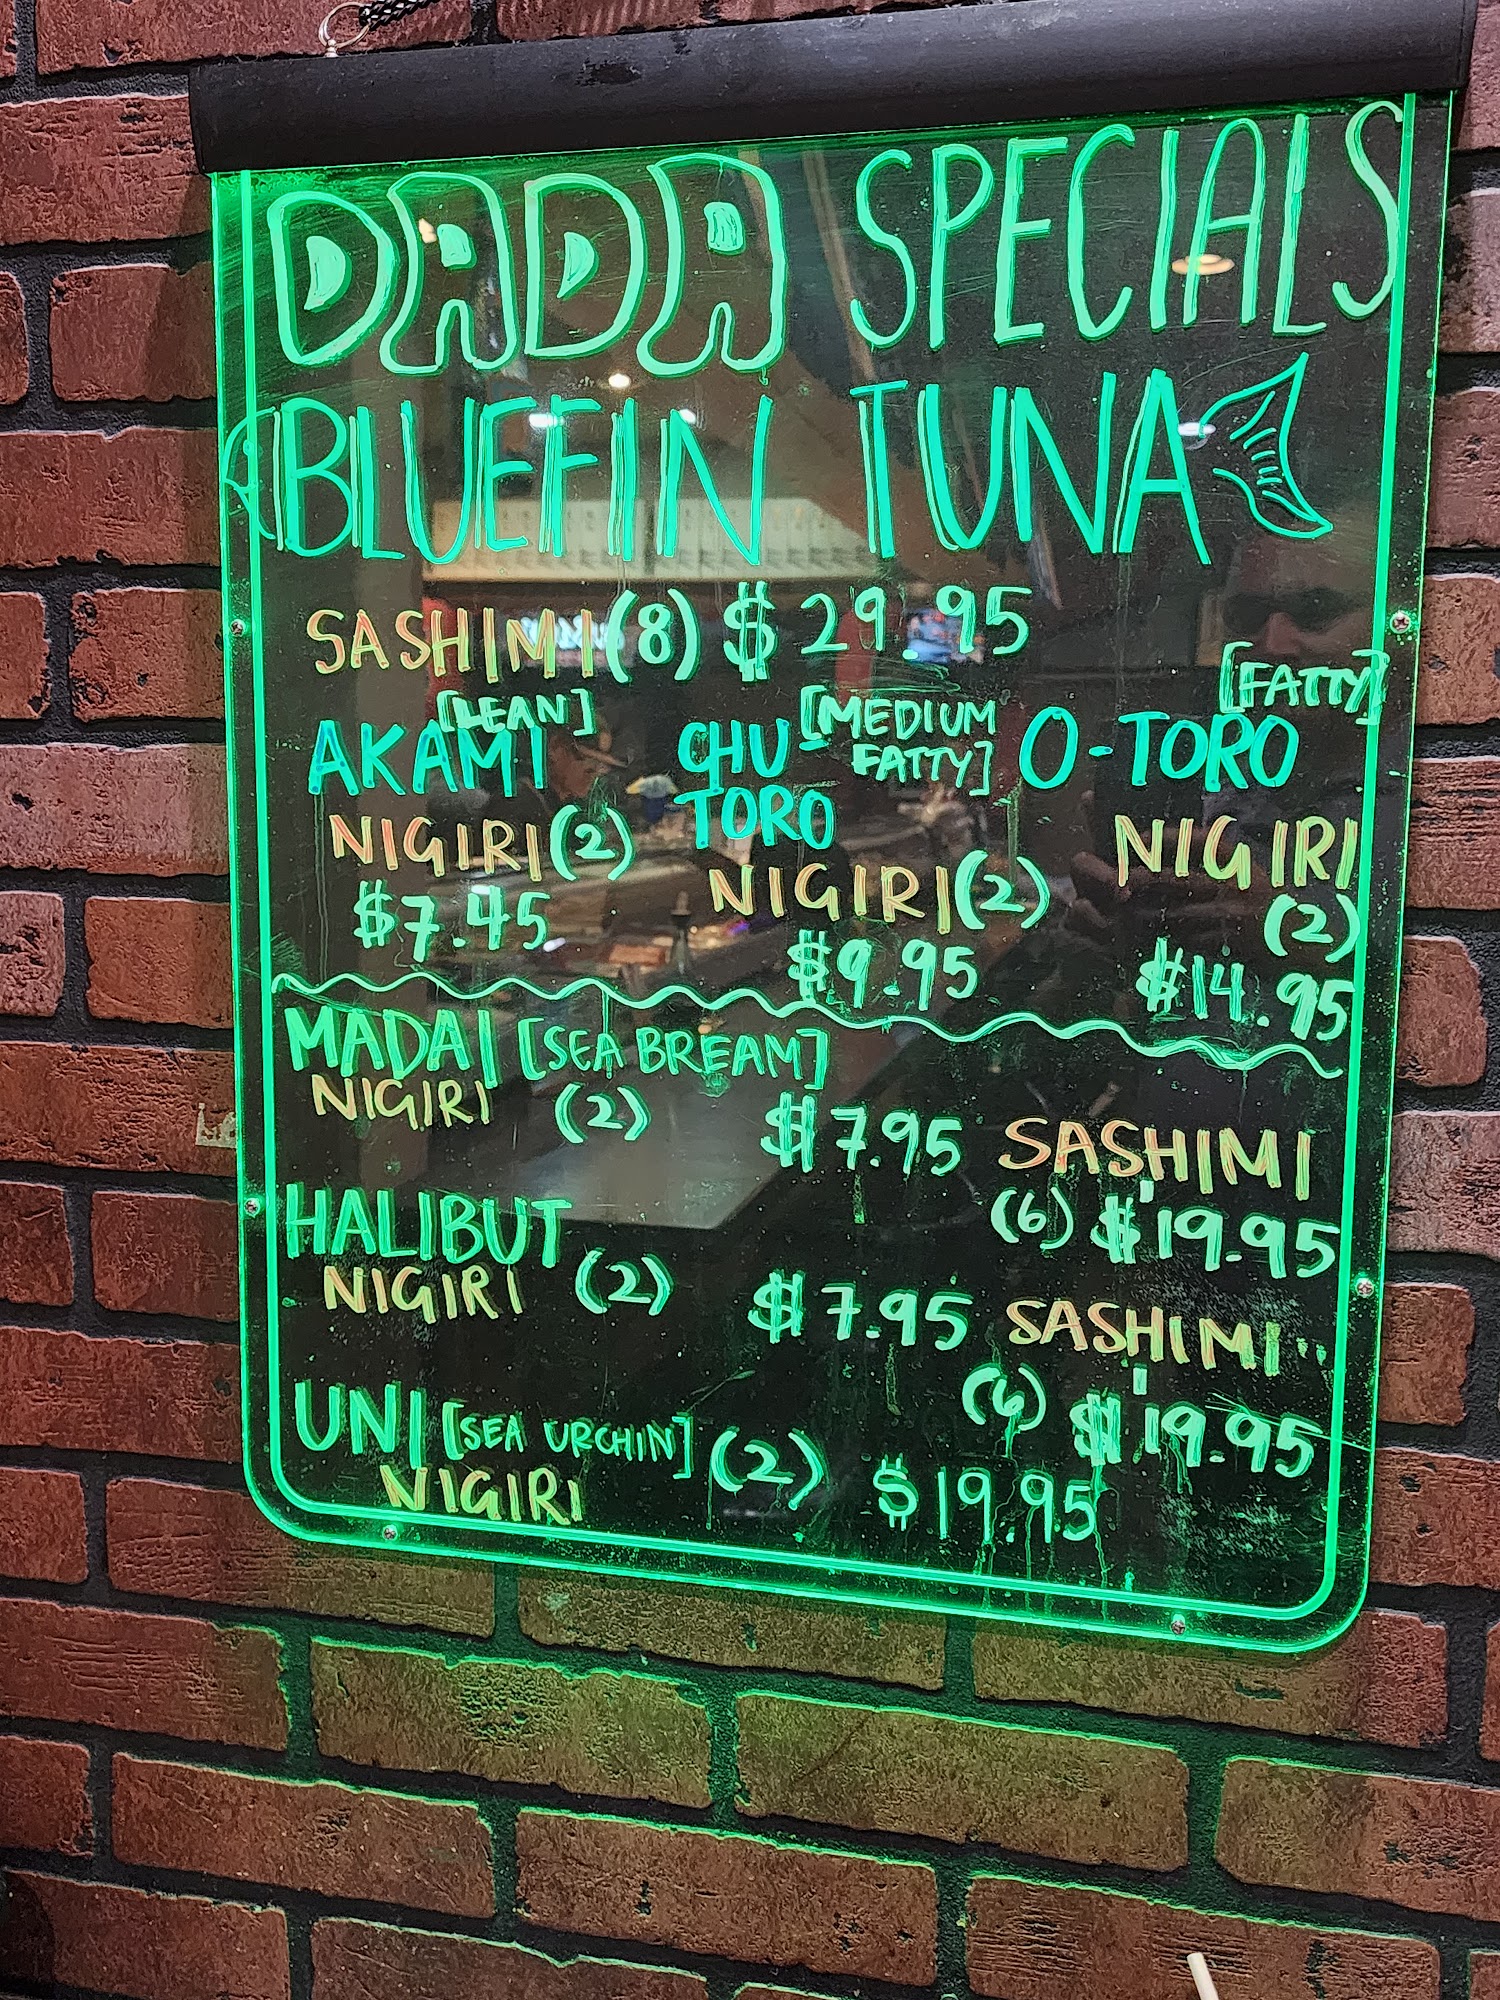 DADA SPECIALS
BLUEFIN TUNA
SASHIMI (8) $29.95
[LEAN]
AKAMI
NIGIRI (2)
$7.45
CHU- [MEDIUM FATTY]
TORO
NIGIRI (2)
$9.95
[FATTY]
O-TORO
NIGIRI
(2)
$14.95
MADAI [SEA BREAM]
NIGIRI (2) $7.95 SASHIMI
(6) $19.95
HALIBUT
NIGIRI (2) $7.95 SASHIMI
(6) $19.95
UNI [SEA URCHIN] (2) $19.95
NIGIRI